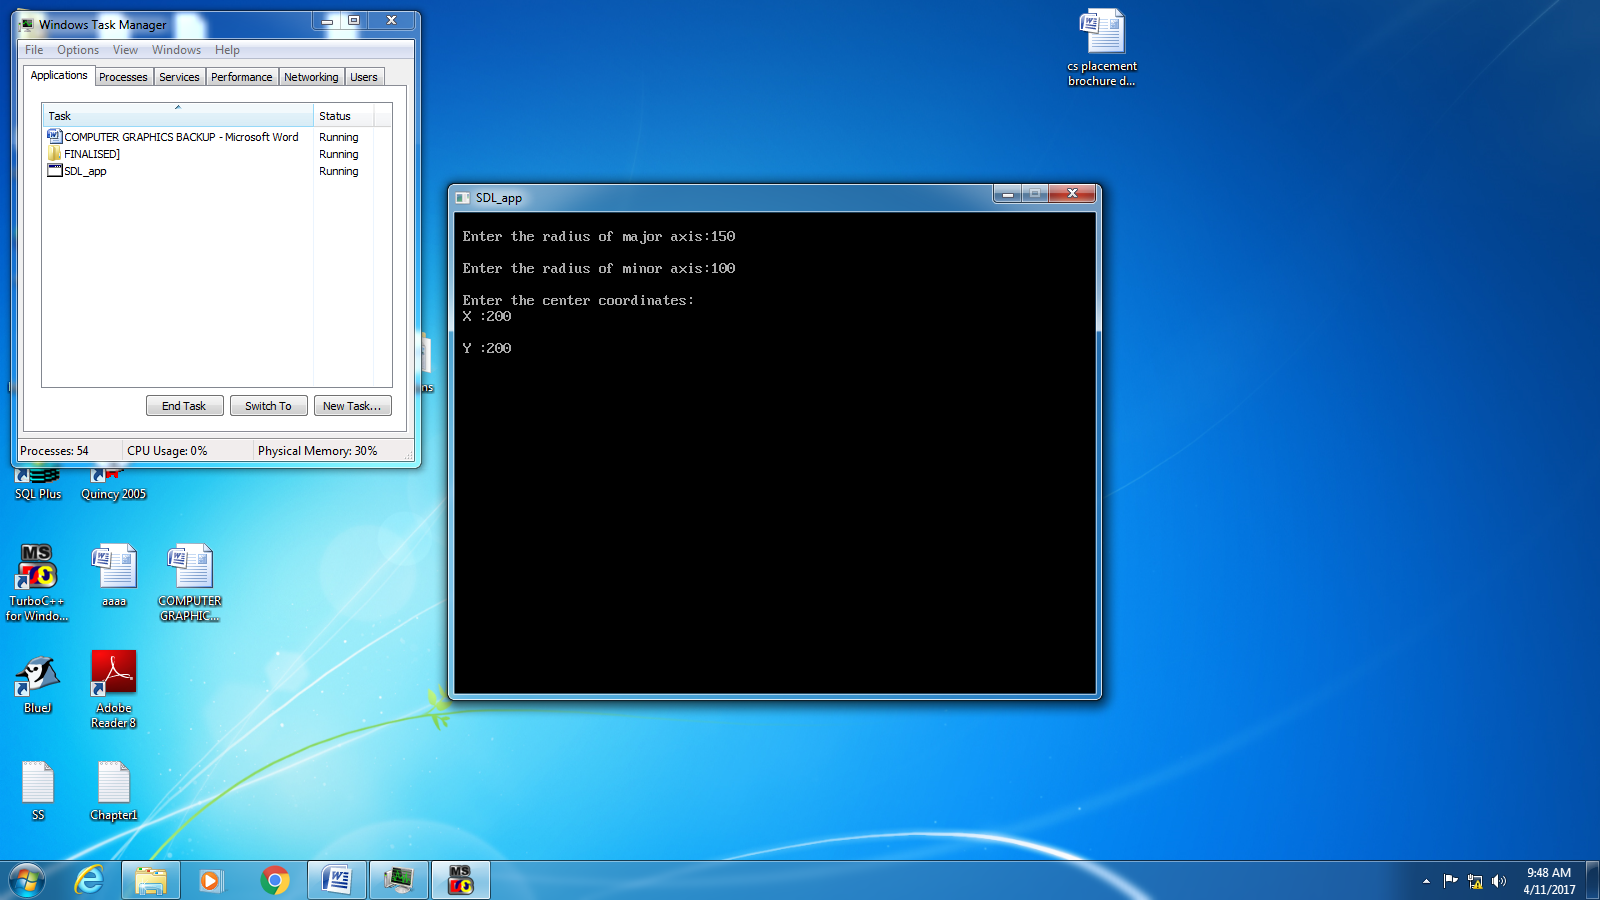 Windows Task Manager
File Options View Windows Help
Applications Processes Services Performance Networking Users
Task Status
COMPUTER GRAPHICS BACKUP - Microsoft Word Running
FINALISED] Running
SDL_app Running
End Task Switch To New Task...
Processes: 54 CPU Usage: 0% Physical Memory: 30%
cs placement
brochure d...
SDL_app
Enter the radius of major axis:150
Enter the radius of minor axis:100
Enter the center coordinates:
X :200
Y :200
ns
SQL Plus
Quincy 2005
TurboC++
for Windo...
aaaa
COMPUTER
GRAPHIC...
BlueJ
Adobe
Reader 8
SS
Chapter1
9:48 AM
4/11/2017